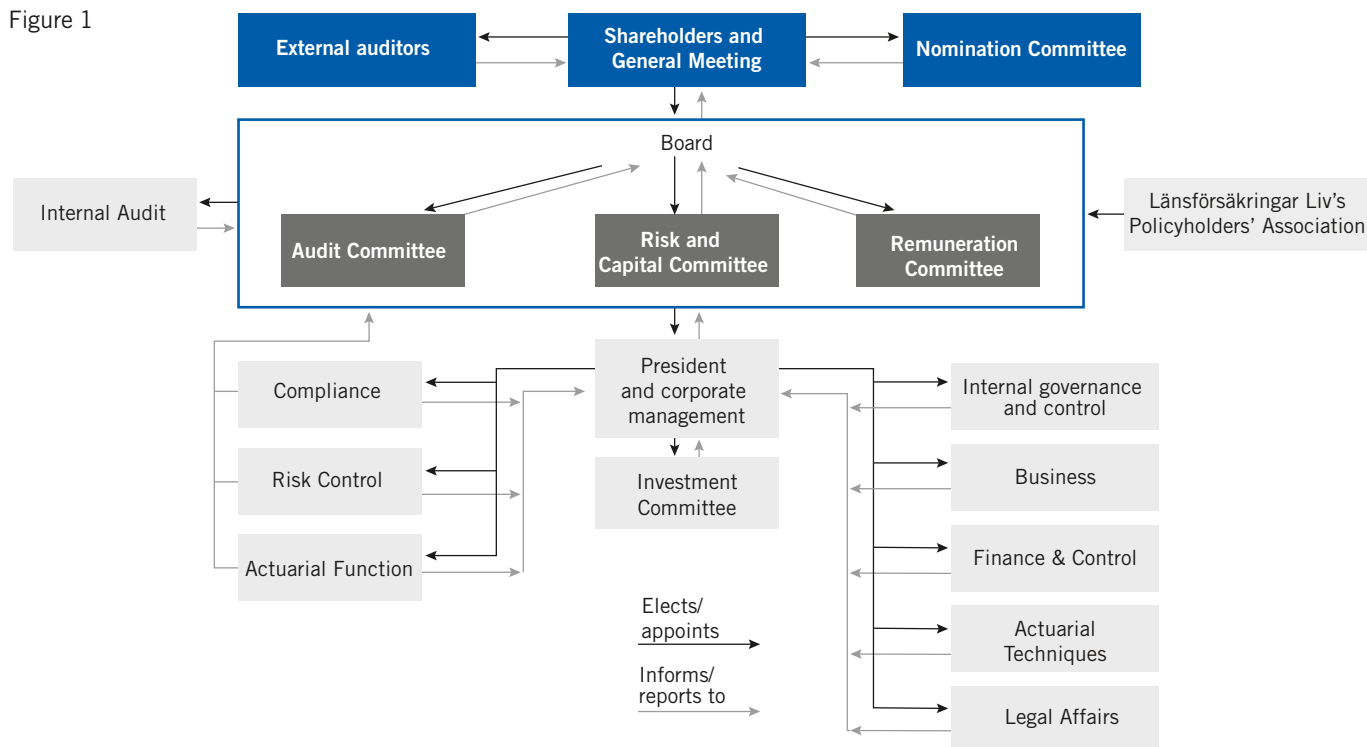 Figure 1
External auditors
Shareholders and
General Meeting
Nomination Committee
Board
Internal Audit
Länsförsäkringar Liv's
Policyholders' Association
Audit Committee
Risk and
Capital Committee
Remuneration
Committee
President
and corporate
management
Compliance
Internal governance
and control
Risk Control
Investment
Committee
Business
Actuarial Function
Finance & Control
Elects/
appoints
Actuarial
Techniques
Informs/
reports to
Legal Affairs